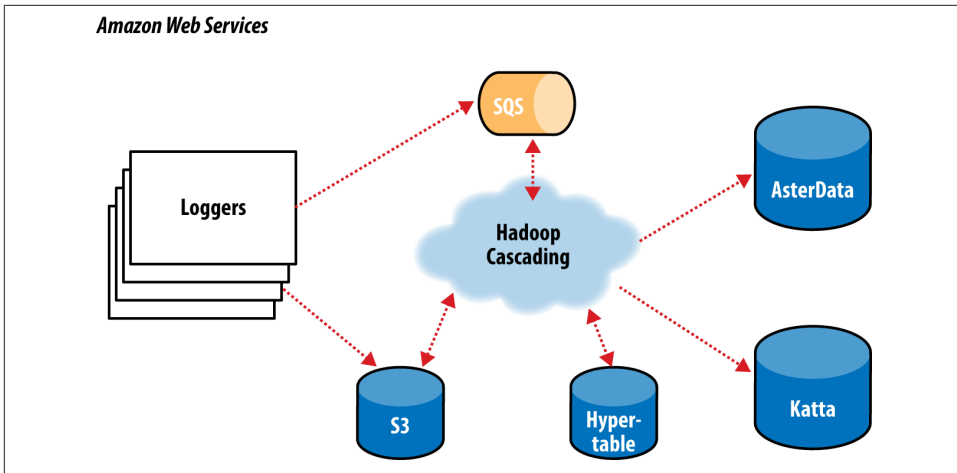 Amazon Web Services
SQS
Loggers
AsterData
Hadoop
Cascading
S3
Hyper-
table
Katta